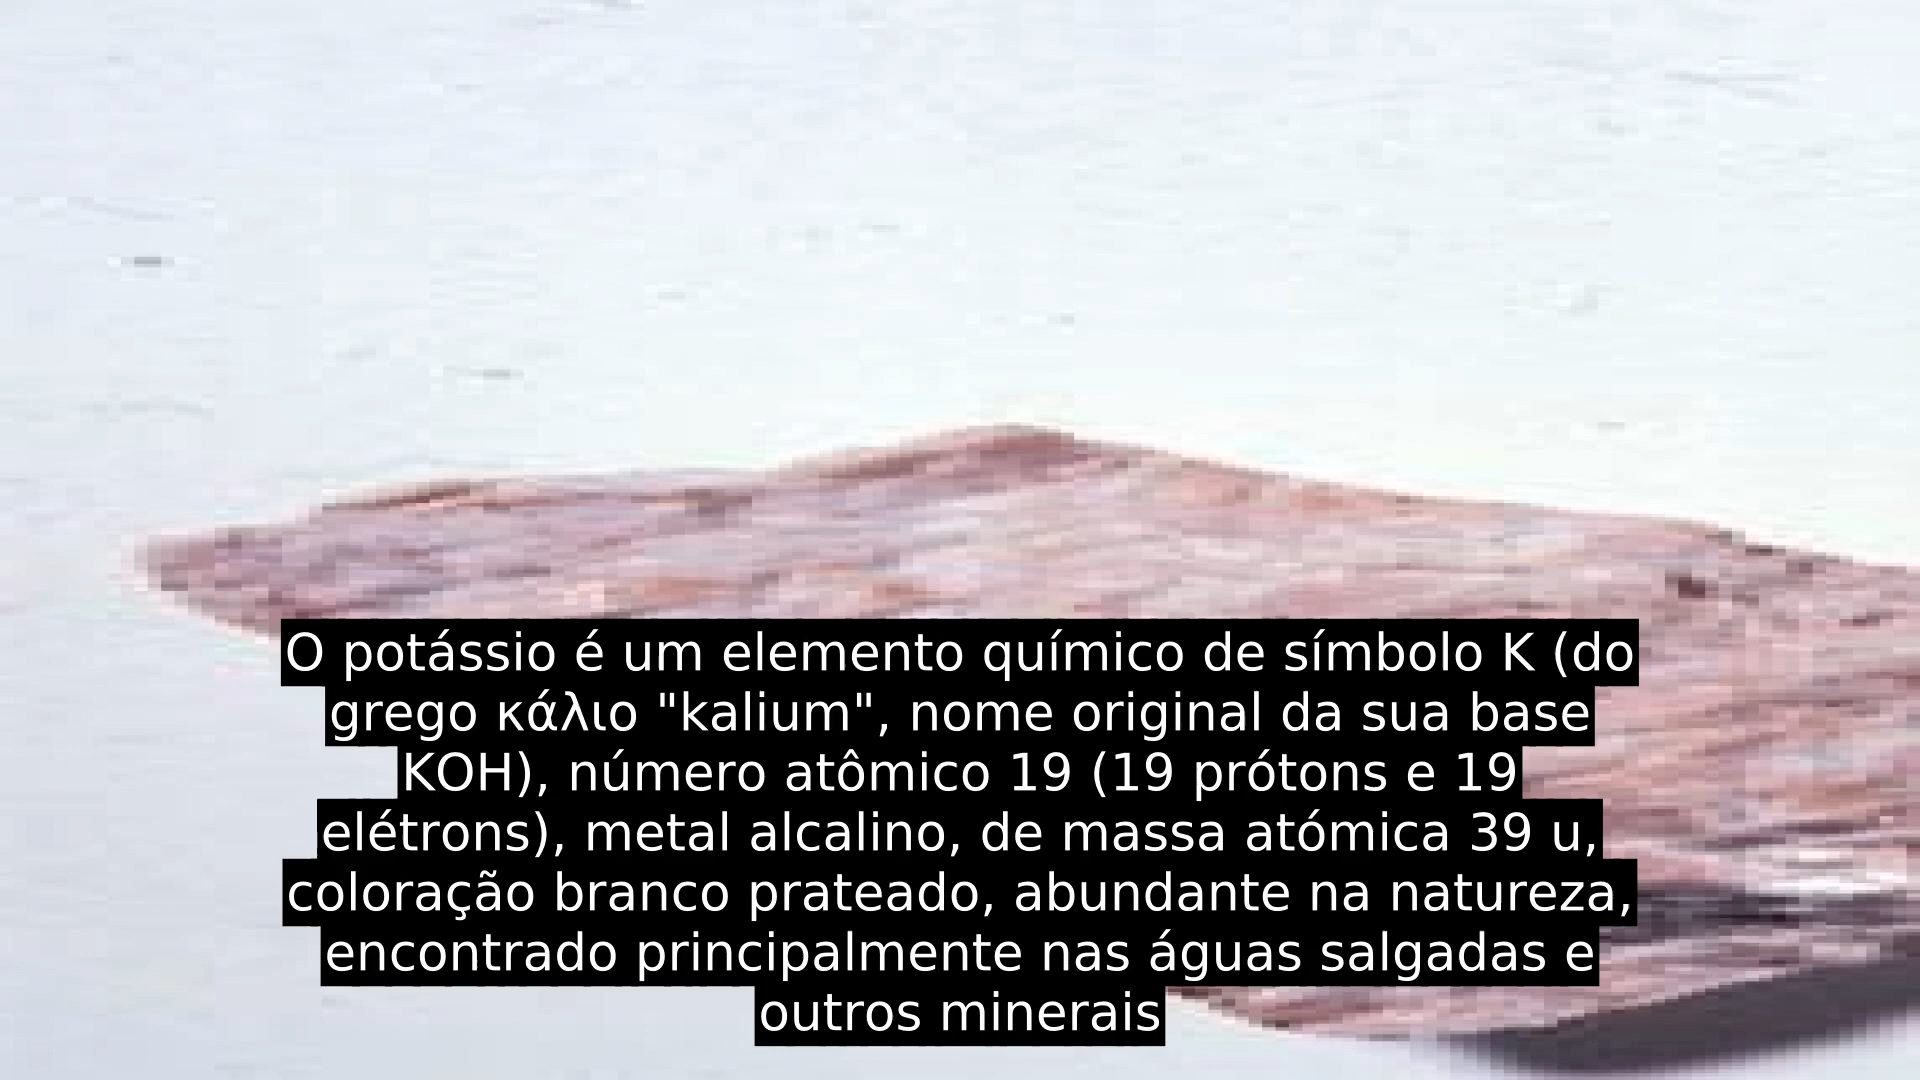 O potássio é um elemento químico de símbolo K (do
grego κάλιο "kalium", nome original da sua base
KOH), número atômico 19 (19 prótons e 19
elétrons), metal alcalino, de massa atómica 39 u,
coloração branco prateado, abundante na natureza,
encontrado principalmente nas águas salgadas e
outros minerais